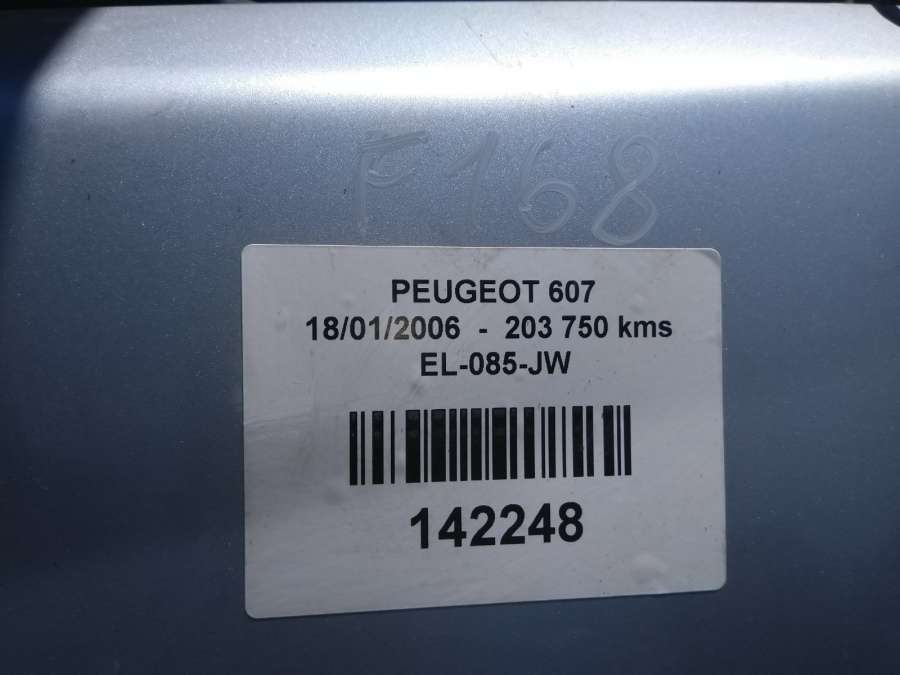 F168
PEUGEOT 607
18/01/2006 - 203 750 kms
EL-085-JW
142248